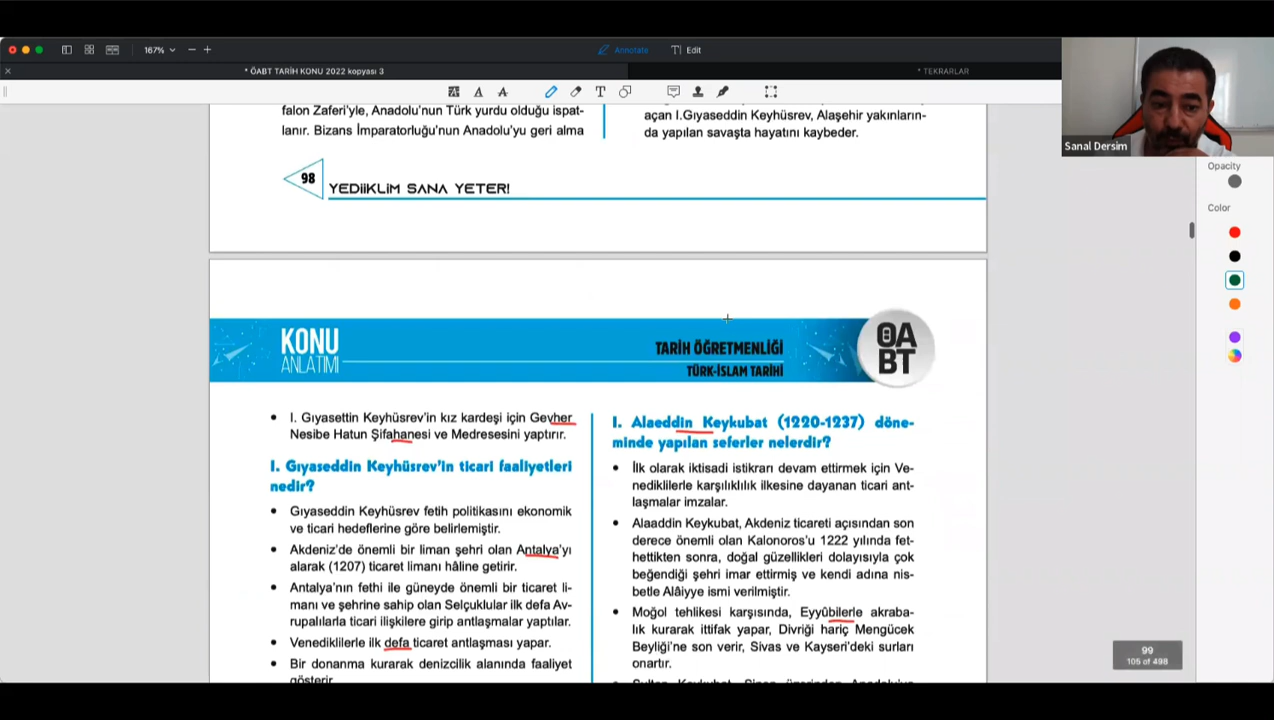 167%
Annotate
Edit
* ÖABT TARİH KONU 2022 kopyası 3
* TEKRARLAR
Sanal Dersim
Opacity
Color
falon Zaferi'yle, Anadolu'nun Türk yurdu olduğu ispat-
lanır. Bizans İmparatorluğu'nun Anadolu'yu geri alma
açan I.Gıyaseddin Keyhüsrev, Alaşehir yakınların-
da yapılan savaşta hayatını kaybeder.
98
YEDİİKLİM SANA YETER!
KONU
ANLATIMI
TARİH ÖĞRETMENLİĞİ
TÜRK-İSLAM TARİHİ
ÖA
BT
• I. Gıyasettin Keyhüsrev'in kız kardeşi için Gevher
Nesibe Hatun Şifahanesi ve Medresesini yaptırır.
I. Gıyaseddin Keyhüsrev'in ticari faaliyetleri
nedir?
• Gıyaseddin Keyhüsrev fetih politikasını ekonomik
ve ticari hedeflerine göre belirlemiştir.
• Akdeniz'de önemli bir liman şehri olan Antalya'yı
alarak (1207) ticaret limanı hâline getirir.
• Antalya'nın fethi ile güneyde önemli bir ticaret li-
manı ve şehrine sahip olan Selçuklular ilk defa Av-
rupalılarla ticari ilişkilere girip antlaşmalar yaptılar.
• Venediklilerle ilk defa ticaret antlaşması yapar.
• Bir donanma kurarak denizcilik alanında faaliyet
gösterir.
I. Alaeddin Keykubat (1220-1237) döne-
minde yapılan seferler nelerdir?
• İlk olarak iktisadi istikrarı devam ettirmek için Ve-
nediklilerle karşılıklılık ilkesine dayanan ticari ant-
laşmalar imzalar.
• Alaaddin Keykubat, Akdeniz ticareti açısından son
derece önemli olan Kalonoros'u 1222 yılında fet-
hettikten sonra, doğal güzellikleri dolayısıyla çok
beğendiği şehri imar ettirmiş ve kendi adına nis-
betle Alâiyye ismi verilmiştir.
• Moğol tehlikesi karşısında, Eyyûbilerle akraba-
lık kurarak ittifak yapar, Divriği hariç Mengücek
Beyliği'ne son verir, Sivas ve Kayseri'deki surları
onartır.
99
105 of 498